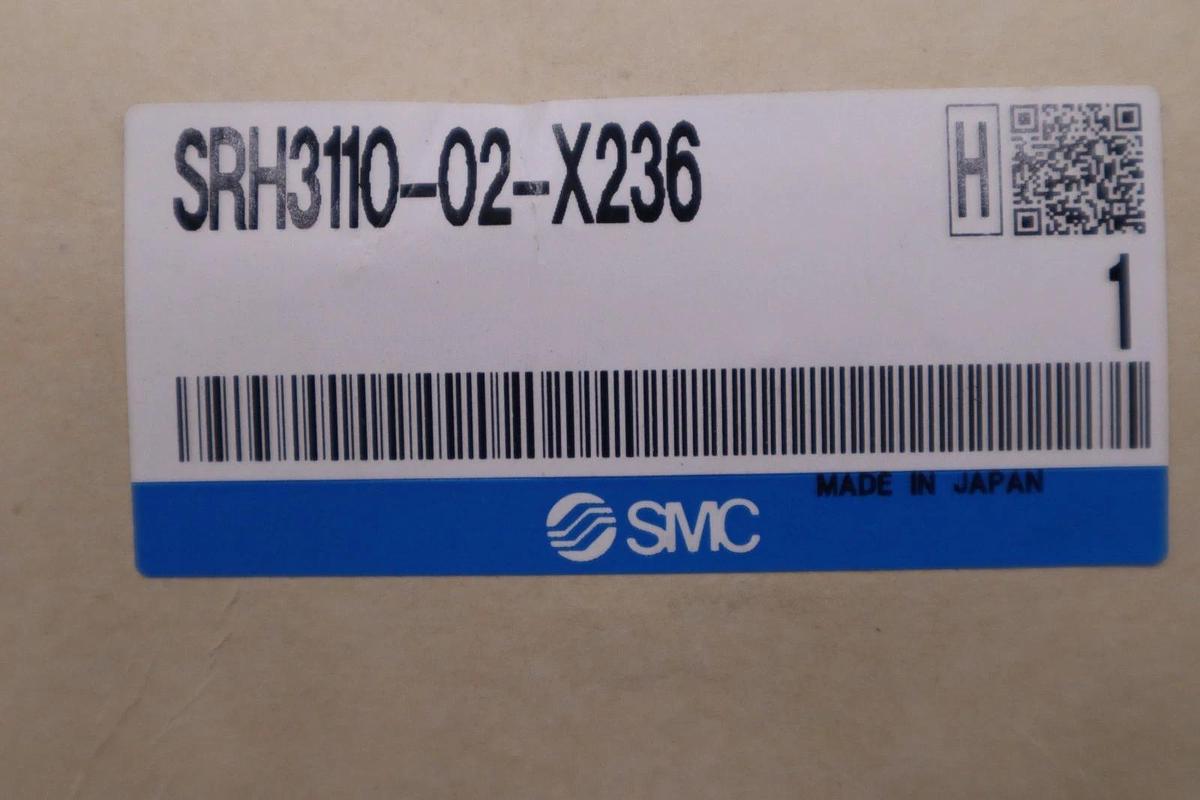 SRH3110-02-X236
H
1
MADE IN JAPAN
SMC